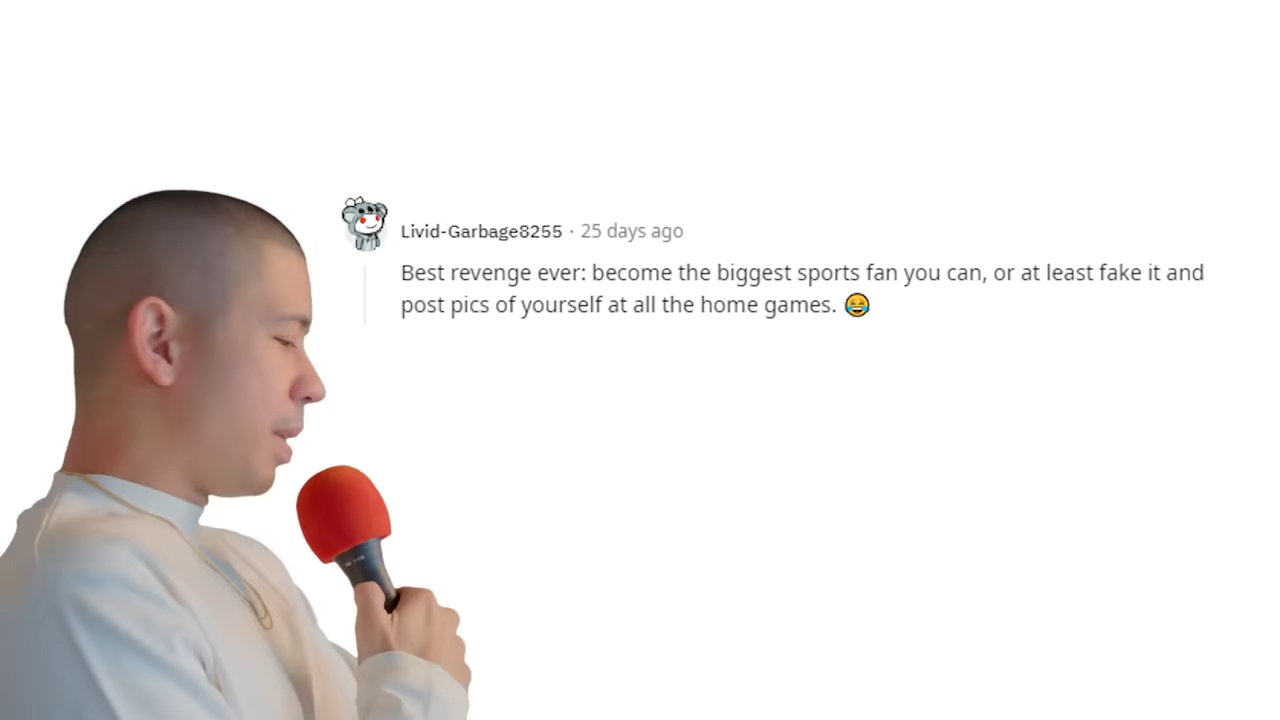 Livid-Garbage8255 · 25 days ago
Best revenge ever: become the biggest sports fan you can, or at least fake it and
post pics of yourself at all the home games. 😂